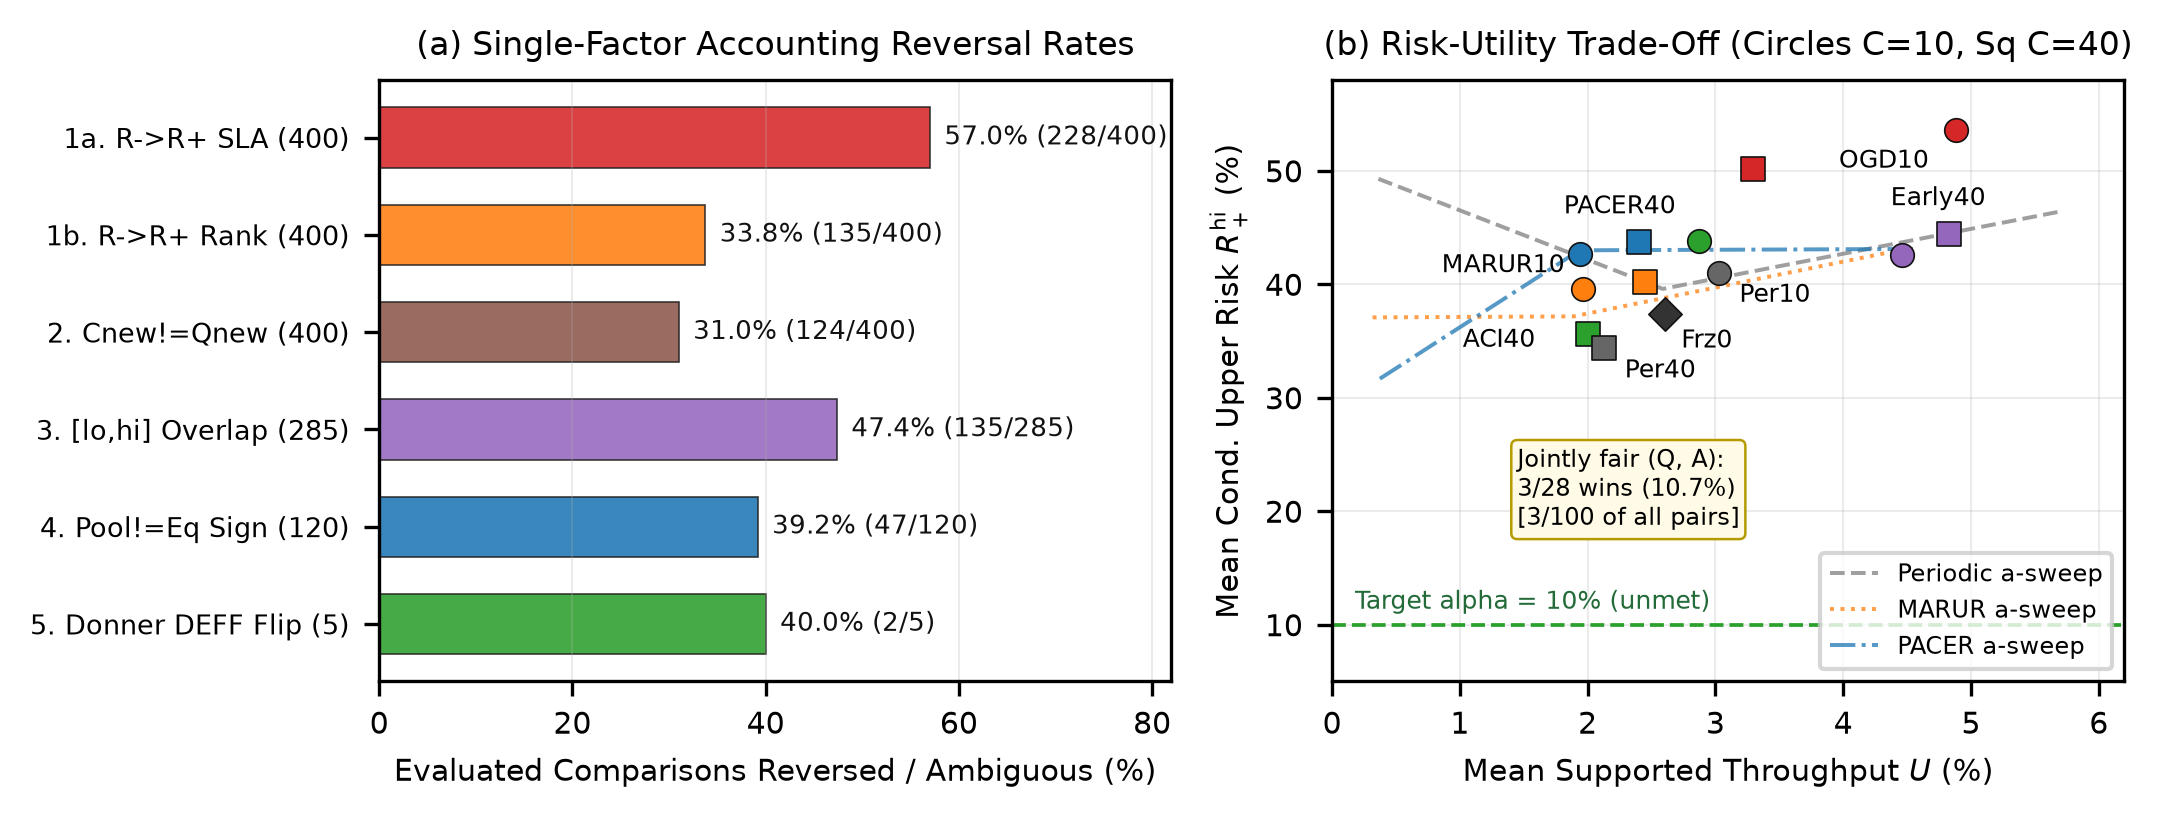 (a) Single-Factor Accounting Reversal Rates
1a. R->R+ SLA (400)
57.0% (228/400)
1b. R->R+ Rank (400)
33.8% (135/400)
2. Cnew!=Qnew (400)
31.0% (124/400)
3. [lo,hi] Overlap (285)
47.4% (135/285)
4. Pool!=Eq Sign (120)
39.2% (47/120)
5. Donner DEFF Flip (5)
40.0% (2/5)
0 20 40 60 80
Evaluated Comparisons Reversed / Ambiguous (%)
(b) Risk-Utility Trade-Off (Circles C=10, Sq C=40)
Mean Cond. Upper Risk R₊ʰⁱ (%)
50
40
30
20
10
OGD10
Early40
PACER40
MARUR10
Per10
ACI40
Frz0
Per40
Jointly fair (Q, A):
3/28 wins (10.7%)
[3/100 of all pairs]
Target alpha = 10% (unmet)
Periodic a-sweep
MARUR a-sweep
PACER a-sweep
0 1 2 3 4 5 6
Mean Supported Throughput U (%)